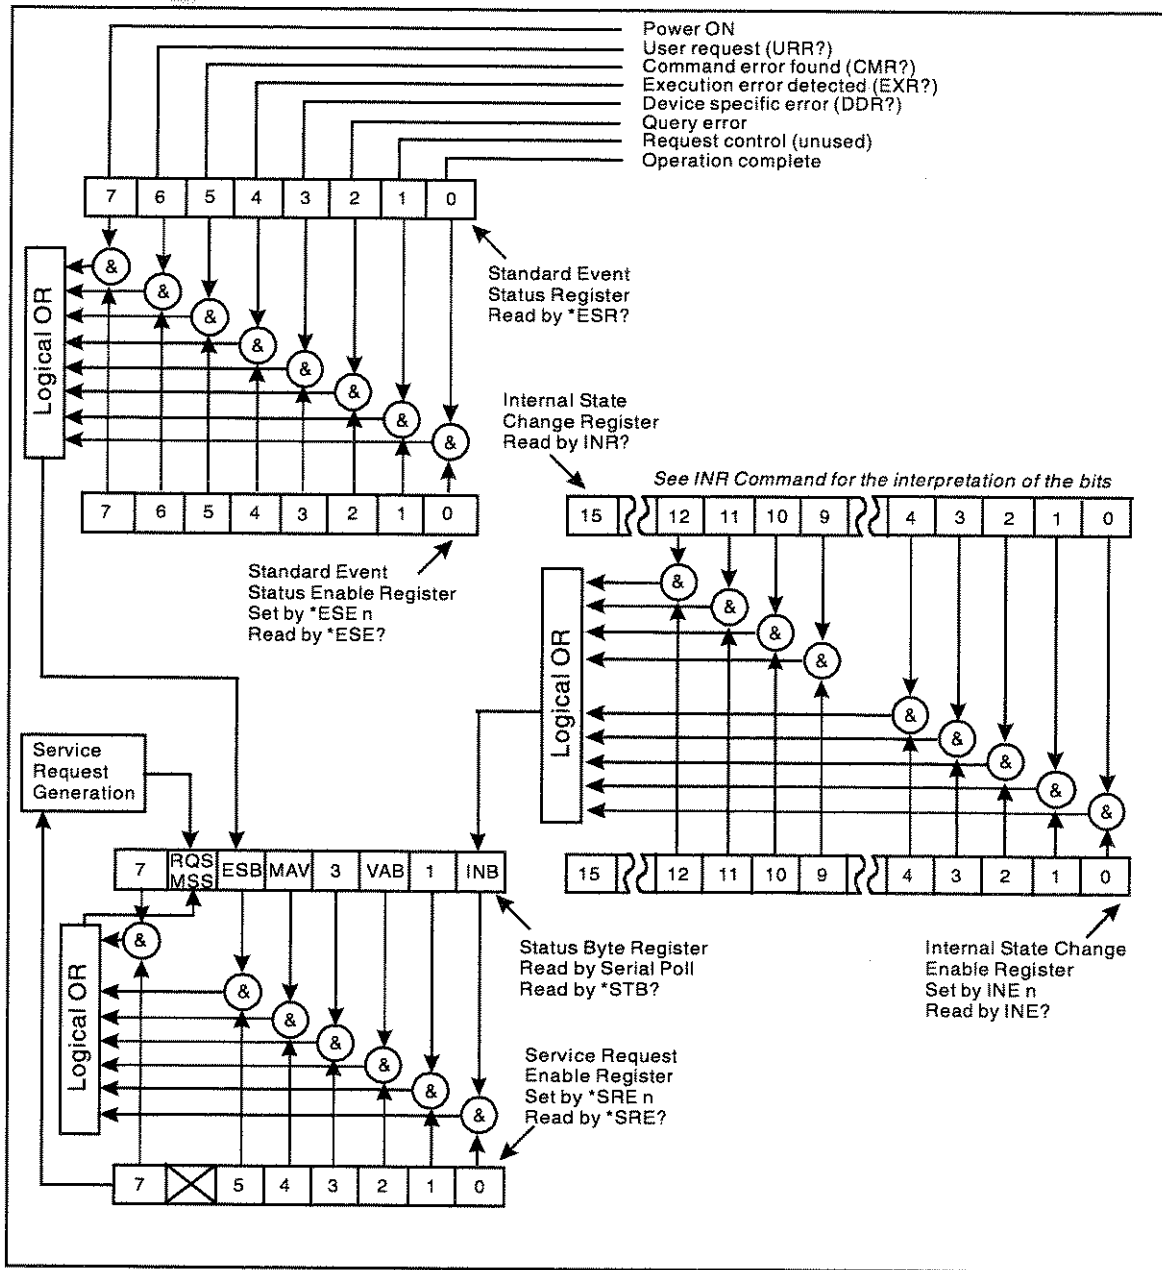 Power ON
User request (URR?)
Command error found (CMR?)
Execution error detected (EXR?)
Device specific error (DDR?)
Query error
Request control (unused)
Operation complete
7 6 5 4 3 2 1 0
Standard Event
Status Register
Read by *ESR?
Logical OR
& & & & & & & &
7 6 5 4 3 2 1 0
Standard Event
Status Enable Register
Set by *ESE n
Read by *ESE?
Internal State
Change Register
Read by INR?
See INR Command for the interpretation of the bits
15 12 11 10 9 4 3 2 1 0
Logical OR
& & & & & & & & &
15 12 11 10 9 4 3 2 1 0
Internal State Change
Enable Register
Set by INE n
Read by INE?
Service
Request
Generation
7 RQS MSS ESB MAV 3 VAB 1 INB
Status Byte Register
Read by Serial Poll
Read by *STB?
Logical OR
& & & & & & &
Service Request
Enable Register
Set by *SRE n
Read by *SRE?
7 5 4 3 2 1 0